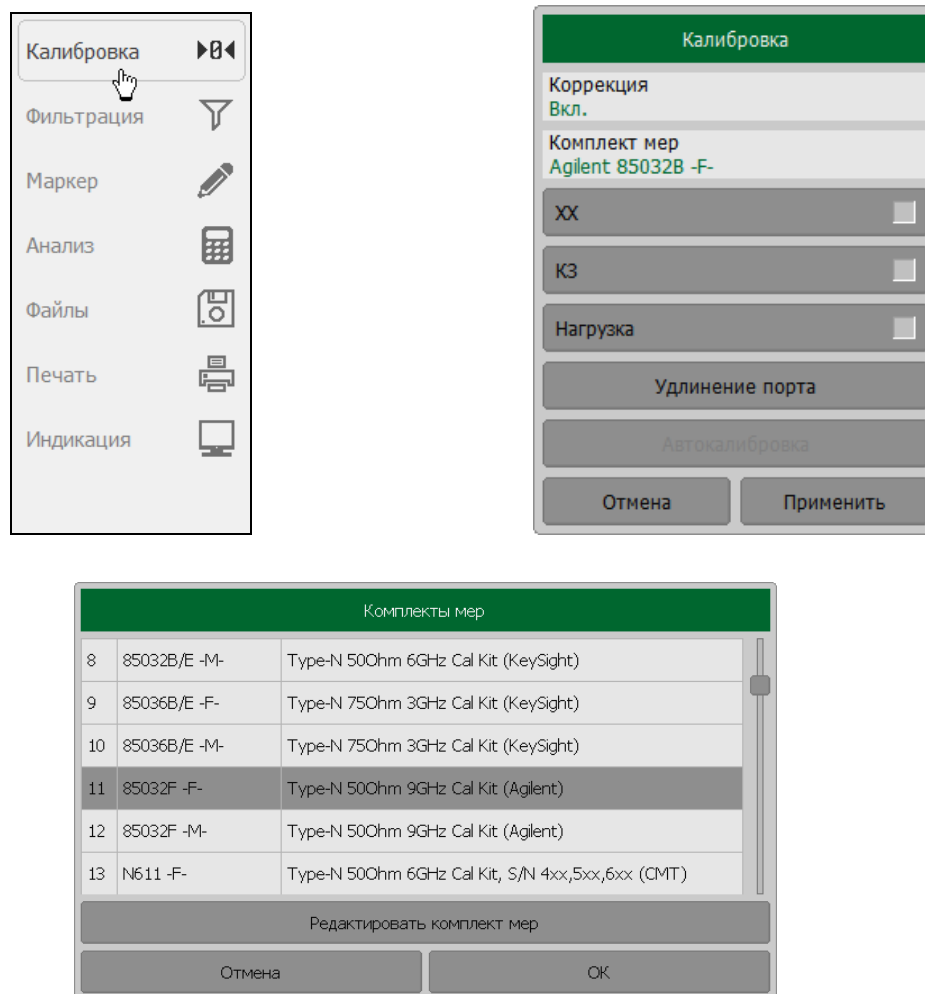 Калибровка ▶0◀
Фильтрация
Маркер
Анализ
Файлы
Печать
Индикация
Калибровка
Коррекция
Вкл.
Комплект мер
Agilent 85032B -F-
ХХ
КЗ
Нагрузка
Удлинение порта
Автокалибровка
Отмена Применить
Комплекты мер
8 85032B/E -M- Type-N 50Ohm 6GHz Cal Kit (KeySight)
9 85036B/E -F- Type-N 75Ohm 3GHz Cal Kit (KeySight)
10 85036B/E -M- Type-N 75Ohm 3GHz Cal Kit (KeySight)
11 85032F -F- Type-N 50Ohm 9GHz Cal Kit (Agilent)
12 85032F -M- Type-N 50Ohm 9GHz Cal Kit (Agilent)
13 N611 -F- Type-N 50Ohm 6GHz Cal Kit, S/N 4xx,5xx,6xx (CMT)
Редактировать комплект мер
Отмена ОК